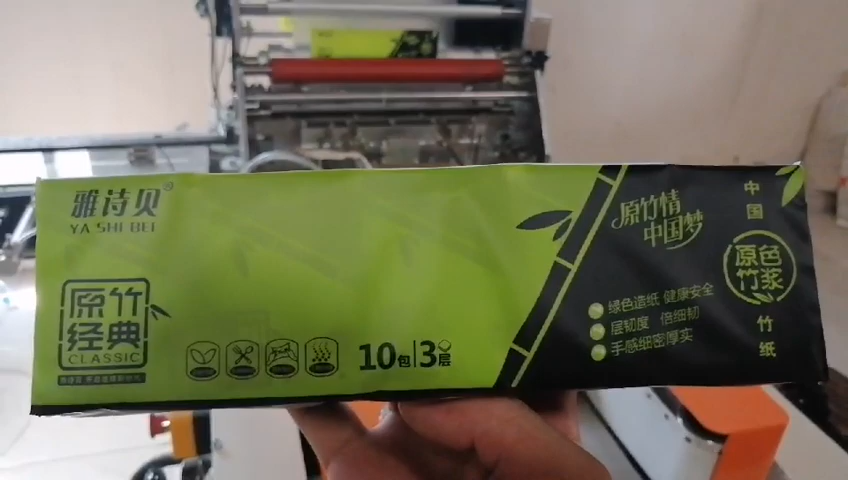 雅诗贝®
YA SHI BEI
原竹
经典
CLASSIC
10包 3层
原竹情
中国梦
绿色造纸 健康安全
层韧度 倍细韧
手感细密厚实
中国
原色
竹浆
竹纸